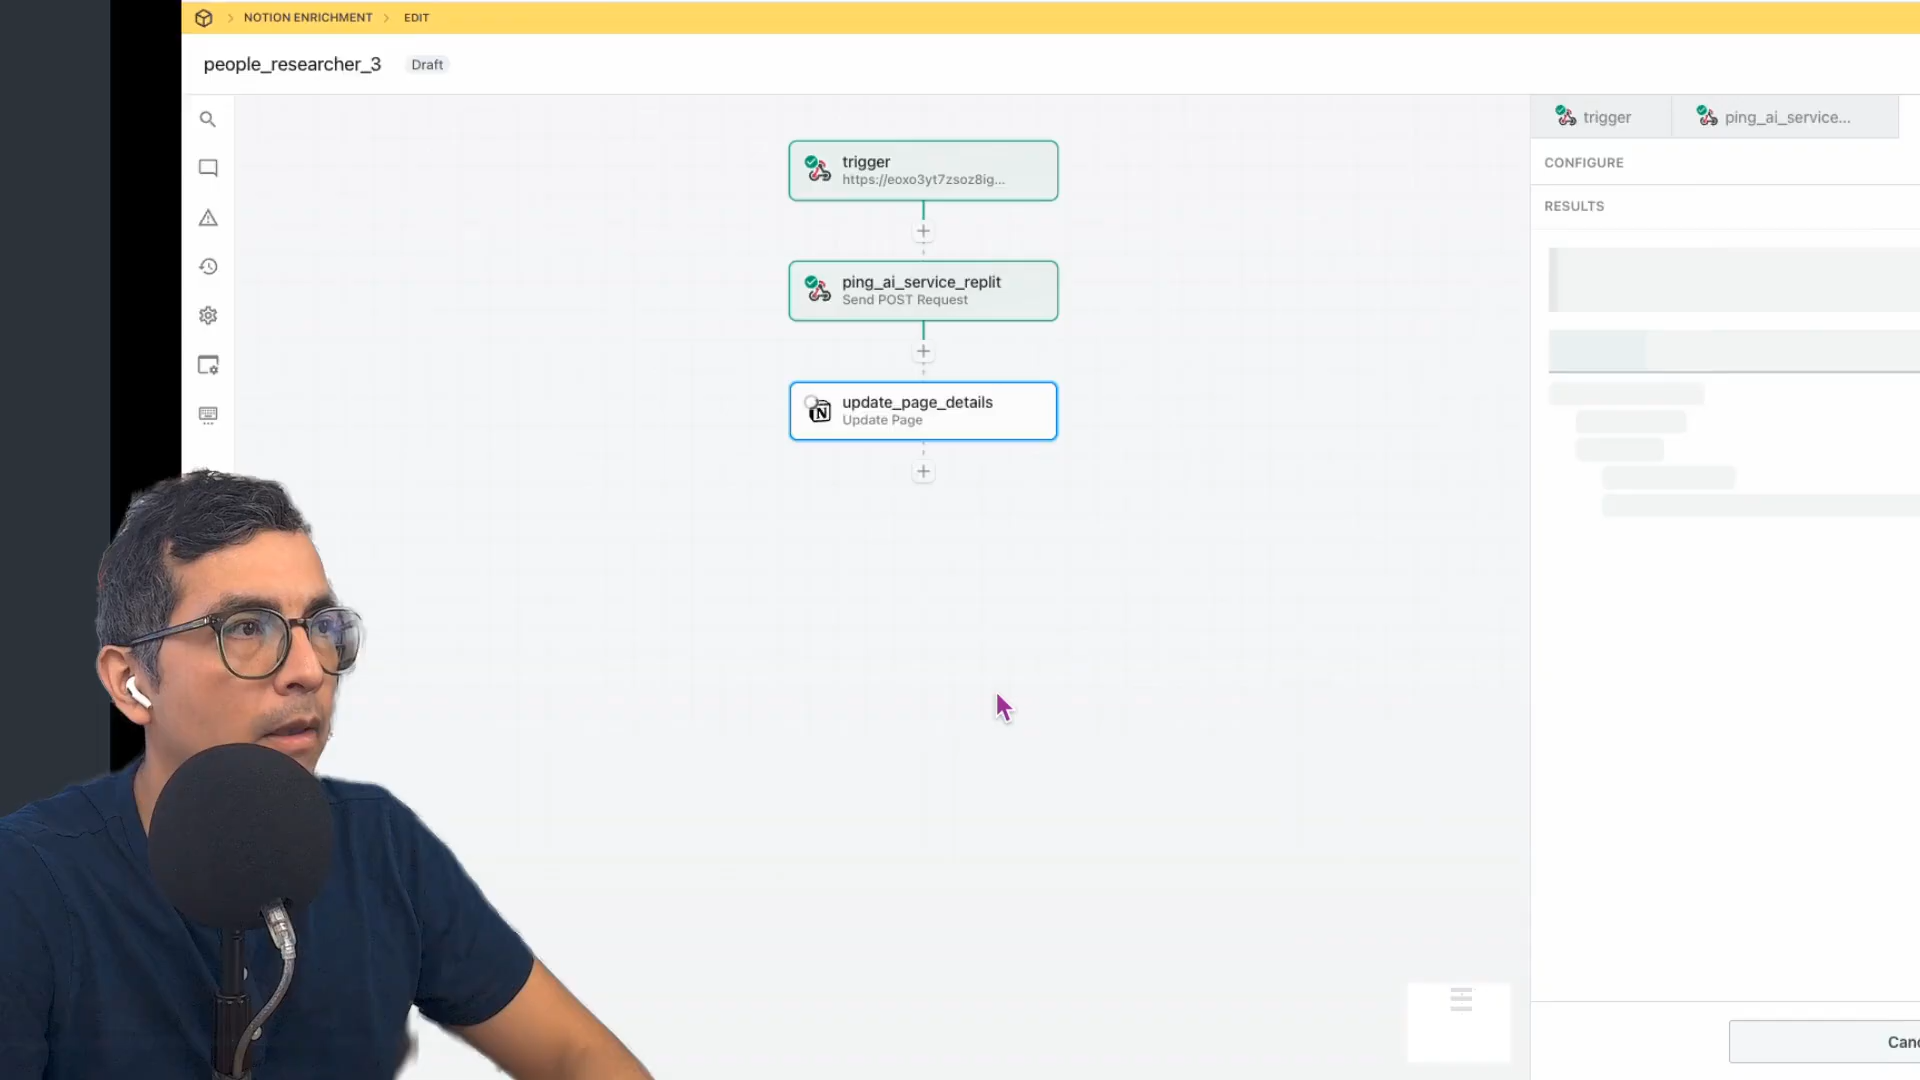 NOTION ENRICHMENT
EDIT
people_researcher_3
Draft
trigger
https://eoxo3yt7zsoz8ig...
ping_ai_service_replit
Send POST Request
update_page_details
Update Page
trigger
ping_ai_service...
CONFIGURE
RESULTS
Canc